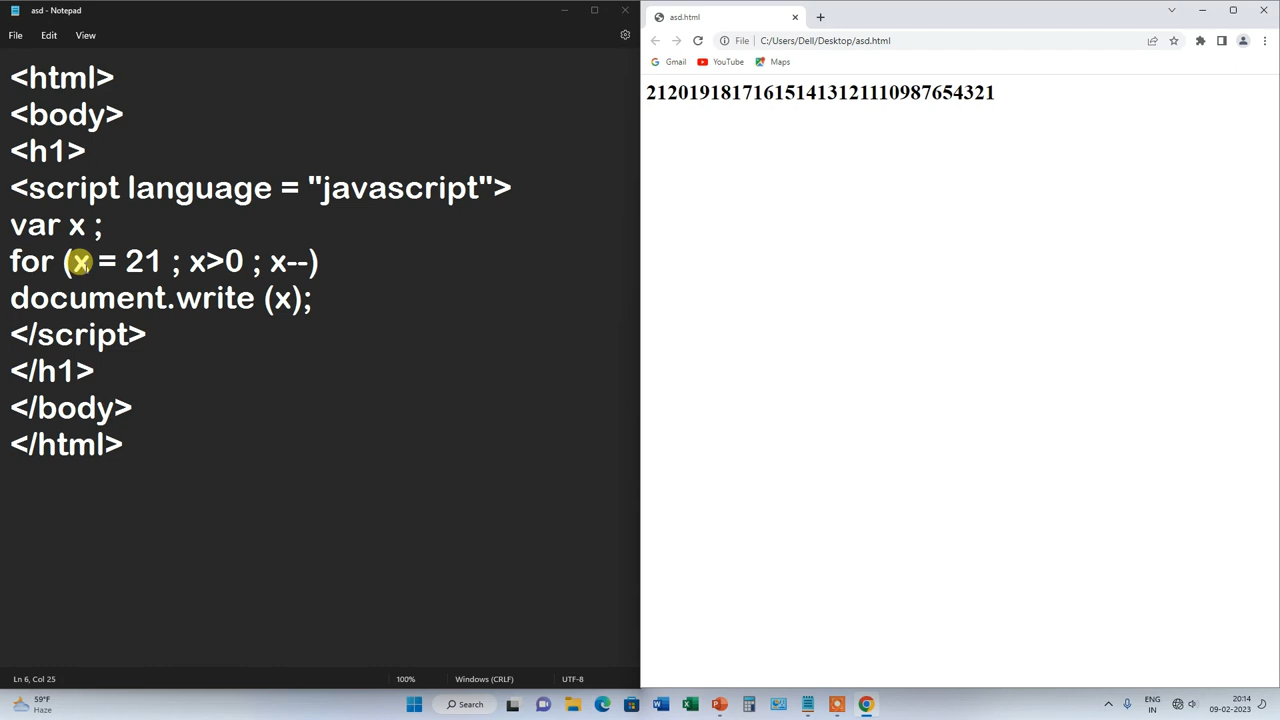 asd - Notepad
File Edit View
<html>
<body>
<h1>
<script language = "javascript">
var x ;
for (x = 21 ; x>0 ; x--)
document.write (x);
</script>
</h1>
</body>
</html>
Ln 6, Col 25 100% Windows (CRLF) UTF-8
asd.html
File C:/Users/Dell/Desktop/asd.html
Gmail YouTube Maps
212019181716151413121110987654321
59°F
Haze
Search
ENG
IN
20:14
09-02-2023